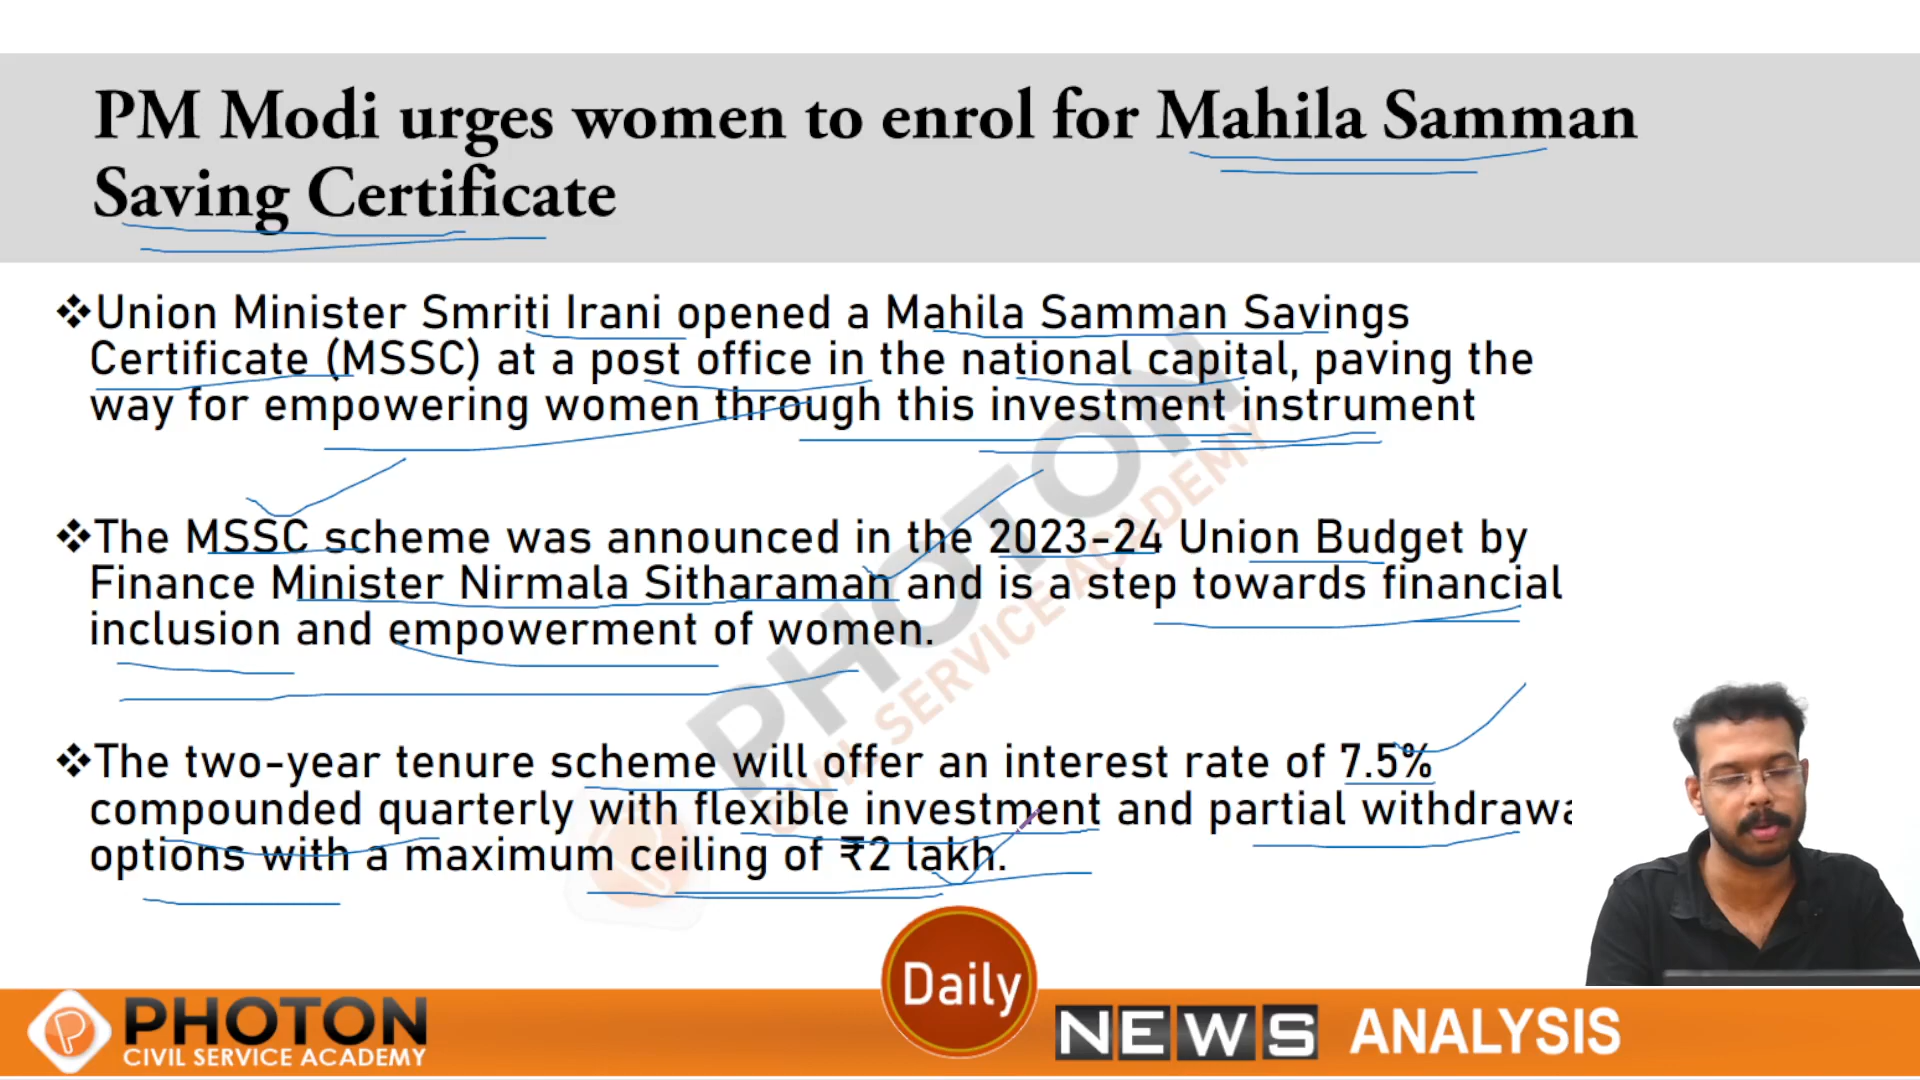 PM Modi urges women to enrol for Mahila Samman
Saving Certificate
❖Union Minister Smriti Irani opened a Mahila Samman Savings
Certificate (MSSC) at a post office in the national capital, paving the
way for empowering women through this investment instrument
❖The MSSC scheme was announced in the 2023-24 Union Budget by
Finance Minister Nirmala Sitharaman and is a step towards financial
inclusion and empowerment of women.
❖The two-year tenure scheme will offer an interest rate of 7.5%
compounded quarterly with flexible investment and partial withdrawa
options with a maximum ceiling of ₹2 lakh.
PHOTON
CIVIL SERVICE ACADEMY
PHOTON
CIVIL SERVICE ACADEMY
Daily
NEWS ANALYSIS